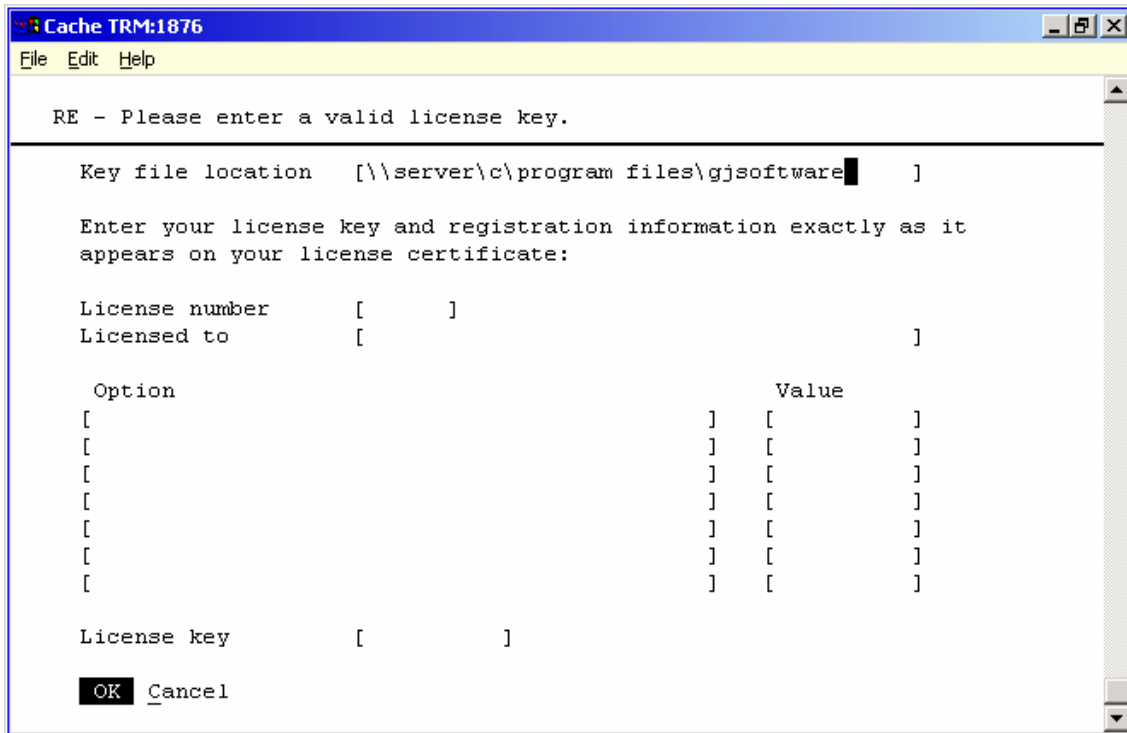 Cache TRM:1876
File Edit Help
RE - Please enter a valid license key.
Key file location [\\server\c\program files\gjsoftware ]
Enter your license key and registration information exactly as it
appears on your license certificate:
License number [ ]
Licensed to [ ]
Option Value
[ ] [ ]
[ ] [ ]
[ ] [ ]
[ ] [ ]
[ ] [ ]
[ ] [ ]
[ ] [ ]
License key [ ]
OK Cancel